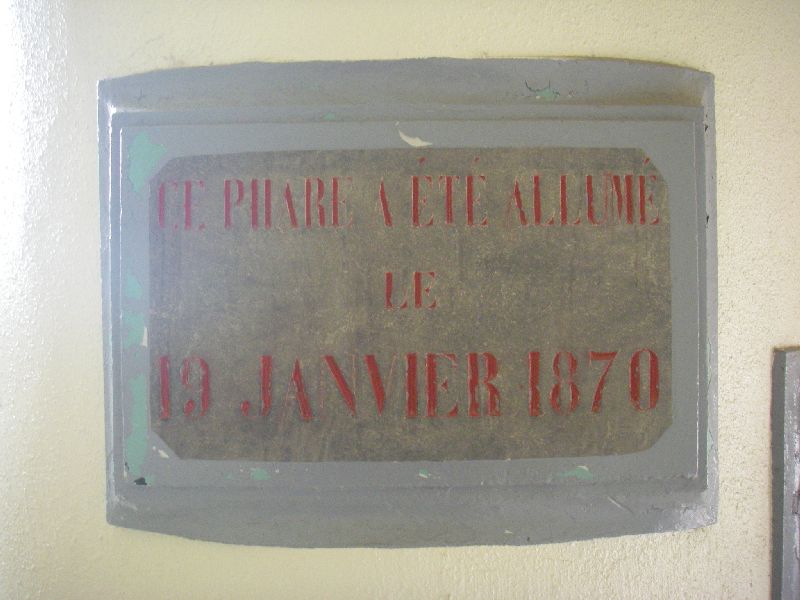 CE PHARE A ÉTÉ ALLUMÉ
LE
19 JANVIER 1870